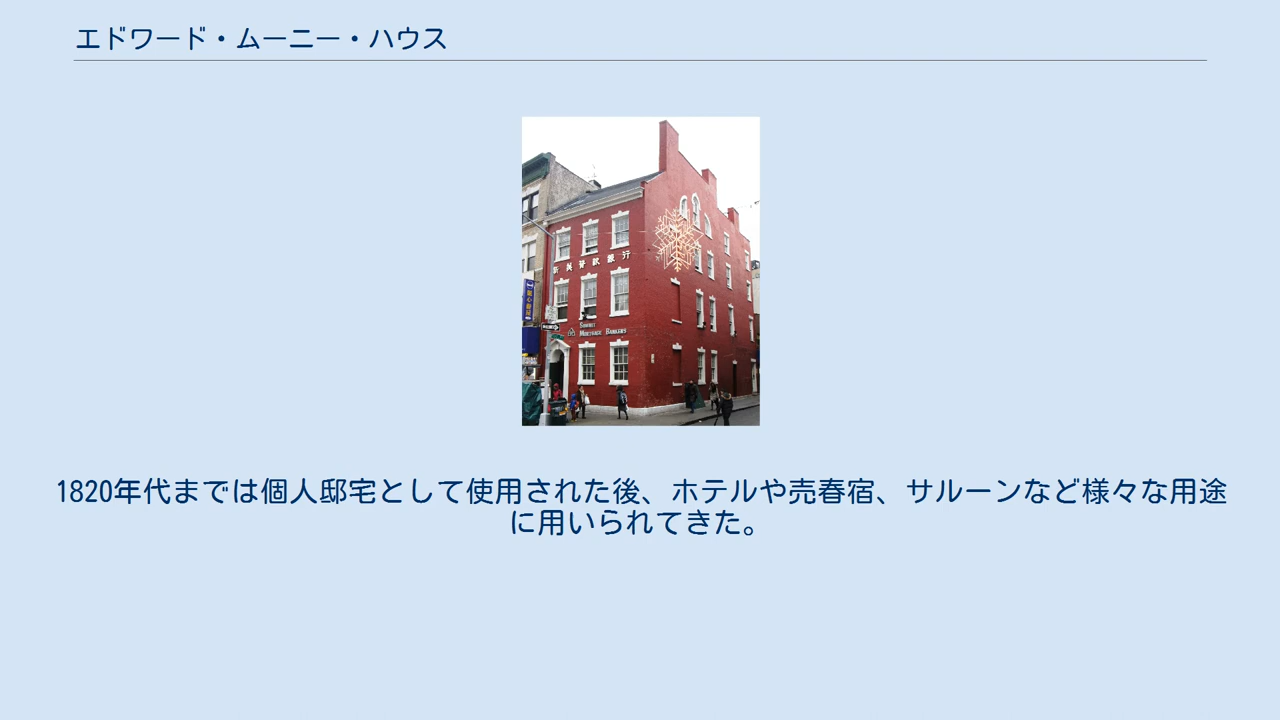 エドワード・ムーニー・ハウス
SUMMIT
MORTGAGE BANKERS
1820年代までは個人邸宅として使用された後、ホテルや売春宿、サルーンなど様々な用途
に用いられてきた。